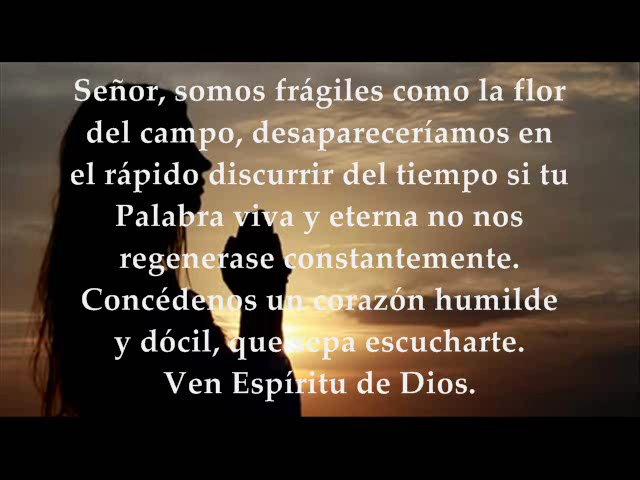 Señor, somos frágiles como la flor
del campo, desapareceríamos en
el rápido discurrir del tiempo si tu
Palabra viva y eterna no nos
regenerase constantemente.
Concédenos un corazón humilde
y dócil, que sepa escucharte.
Ven Espíritu de Dios.